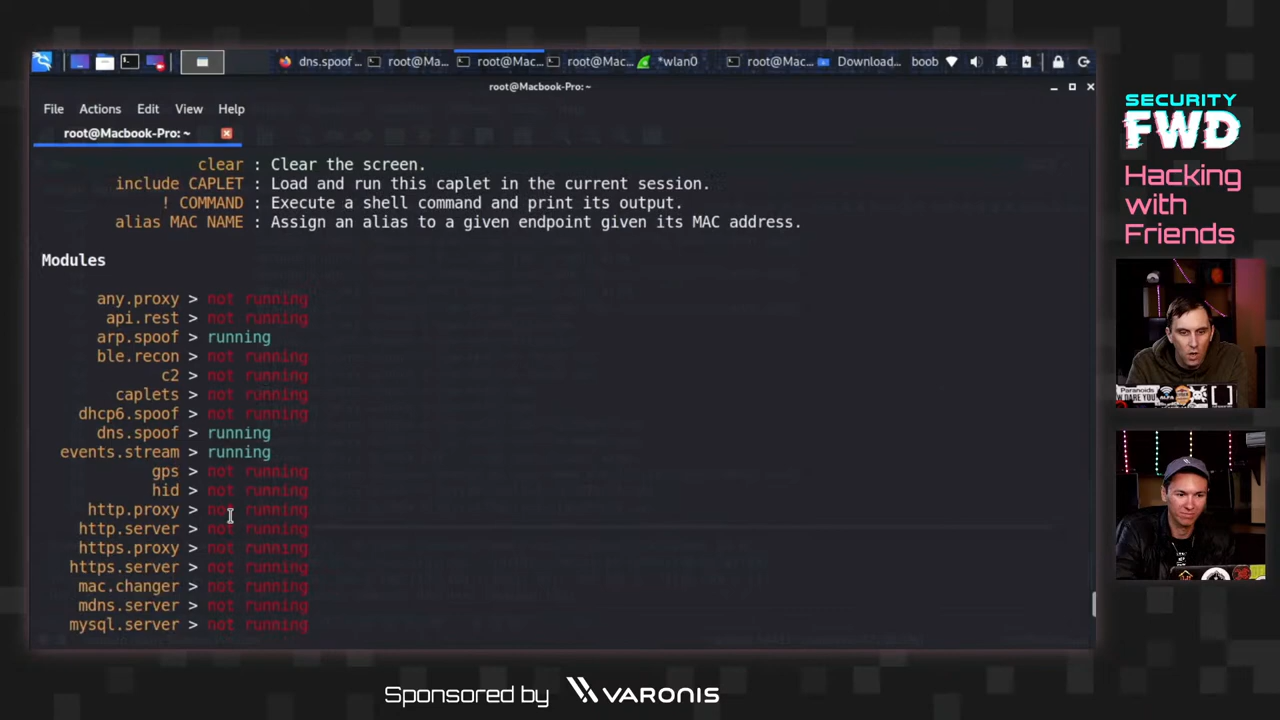 dns.spoof ...
root@Ma...
root@Mac...
root@Mac...
*wlan0
root@Mac...
Download...
boob
root@Macbook-Pro: ~
File Actions Edit View Help
root@Macbook-Pro: ~
clear : Clear the screen.
include CAPLET : Load and run this caplet in the current session.
! COMMAND : Execute a shell command and print its output.
alias MAC NAME : Assign an alias to a given endpoint given its MAC address.
Modules
any.proxy > not running
api.rest > not running
arp.spoof > running
ble.recon > not running
c2 > not running
caplets > not running
dhcp6.spoof > not running
dns.spoof > running
events.stream > running
gps > not running
hid > not running
http.proxy > not running
http.server > not running
https.proxy > not running
https.server > not running
mac.changer > not running
mdns.server > not running
mysql.server > not running
SECURITY
FWD
Hacking
with
Friends
Paranoids
W DARE YOU
ALFA
Sponsored by VARONIS